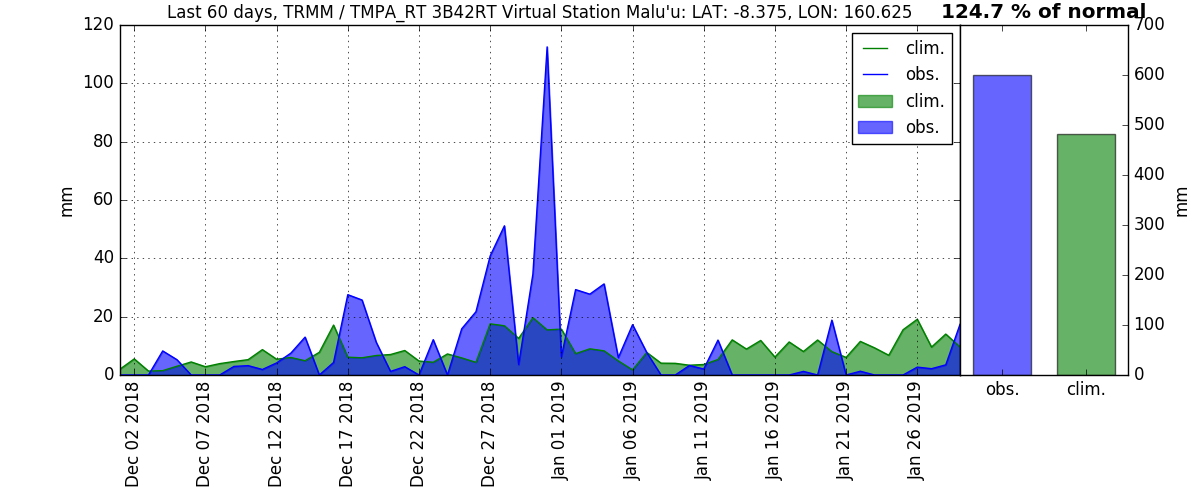 Last 60 days, TRMM / TMPA_RT 3B42RT Virtual Station Malu'u: LAT: -8.375, LON: 160.625
124.7 % of normal
120
100
80
60
40
20
0
mm
clim.
obs.
clim.
obs.
700
600
500
400
300
200
100
0
mm
obs.
clim.
Dec 02 2018
Dec 07 2018
Dec 12 2018
Dec 17 2018
Dec 22 2018
Dec 27 2018
Jan 01 2019
Jan 06 2019
Jan 11 2019
Jan 16 2019
Jan 21 2019
Jan 26 2019